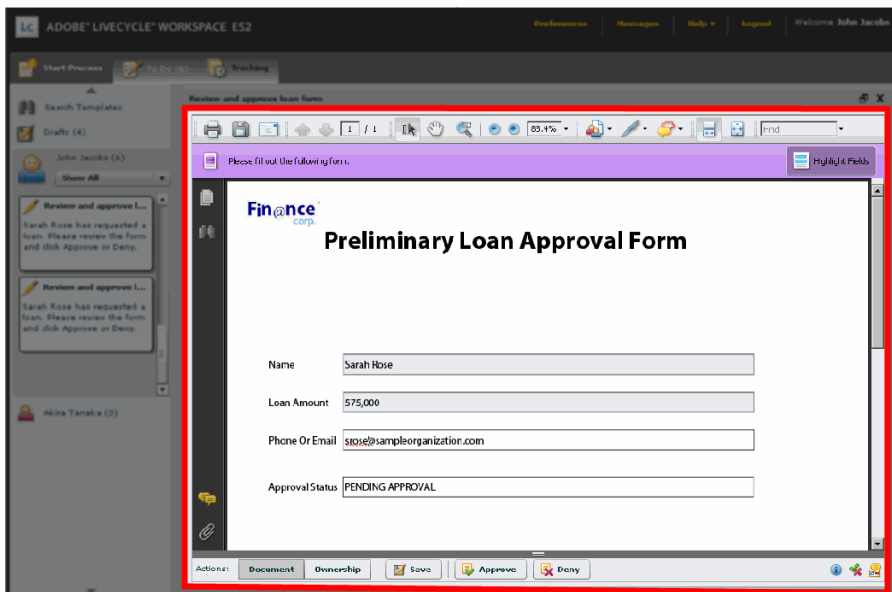 LC ADOBE® LIVECYCLE® WORKSPACE ES2
Preferences Messages Help Logout Welcome John Jacobs
Start Process To Do (4) Tracking
Search Templates
Drafts (4)
John Jacobs (4)
Show All
Review and approve l...
Sarah Rose has requested a
loan. Please review the form
and click Approve or Deny.
Review and approve l...
Sarah Rose has requested a
loan. Please review the form
and click Approve or Deny.
Akira Tanaka (0)
Review and approve loan form
1 / 1 83.4% Find
Please fill out the following form.
Highlight Fields
Fin@nce
corp.
Preliminary Loan Approval Form
Name Sarah Rose
Loan Amount 575,000
Phone Or Email srose@sampleorganization.com
Approval Status PENDING APPROVAL
Actions: Document Ownership Save Approve Deny